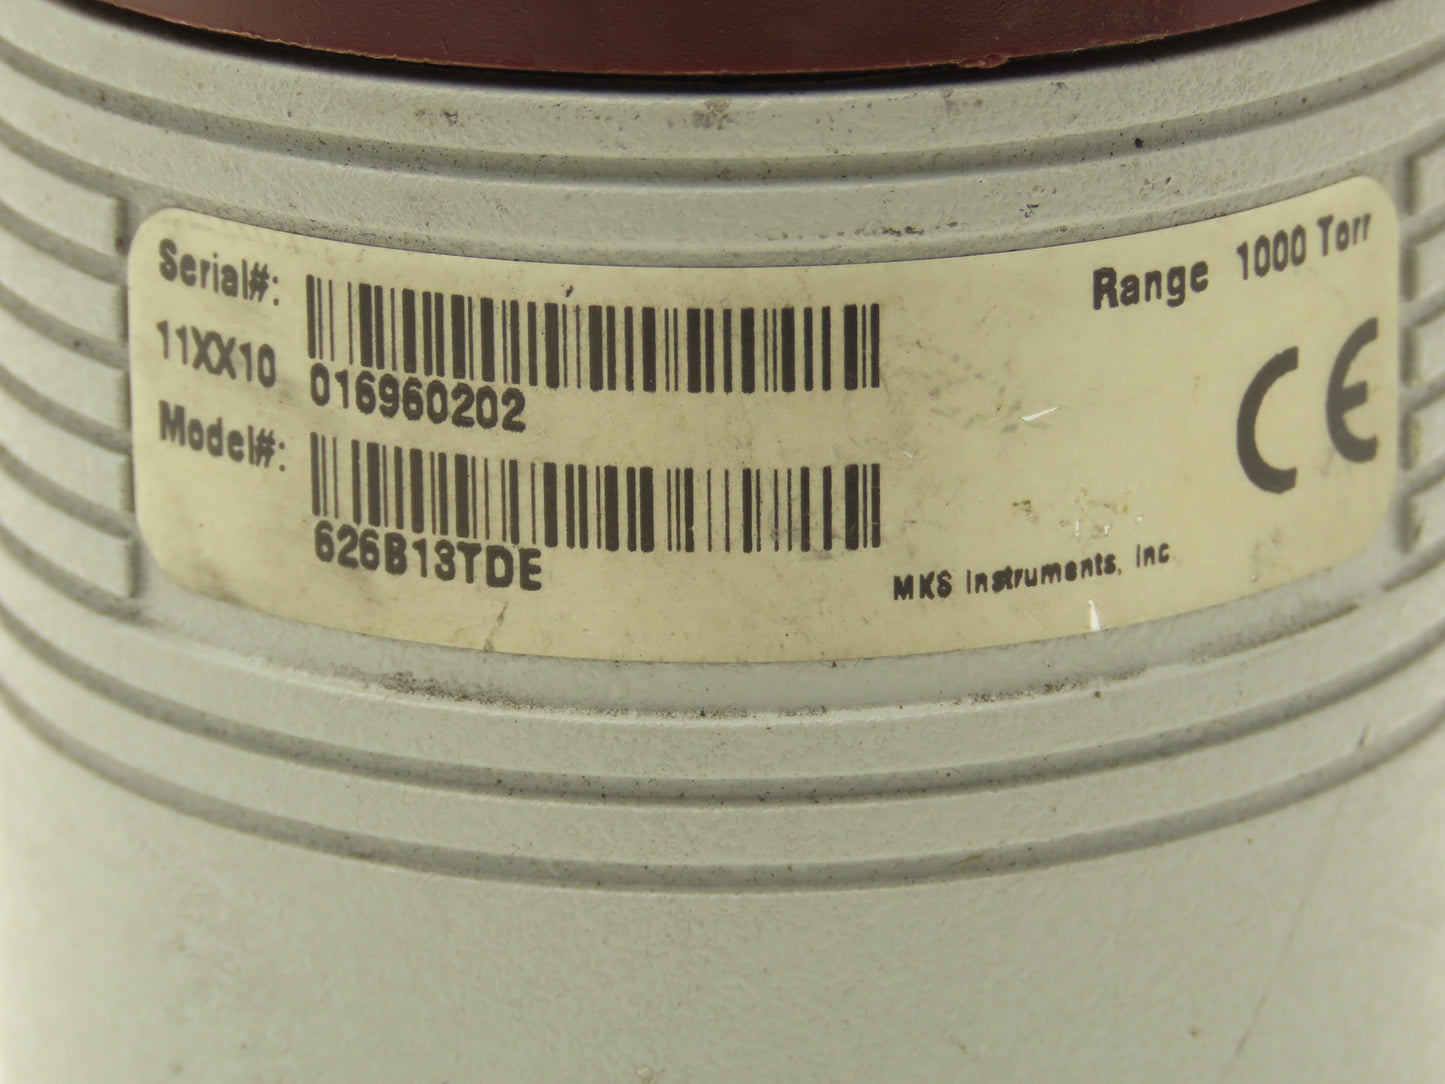 Serial#:
11XX10
016960202
Model#:
626B13TDE
Range 1000 Torr
CE
MKS Instruments, Inc